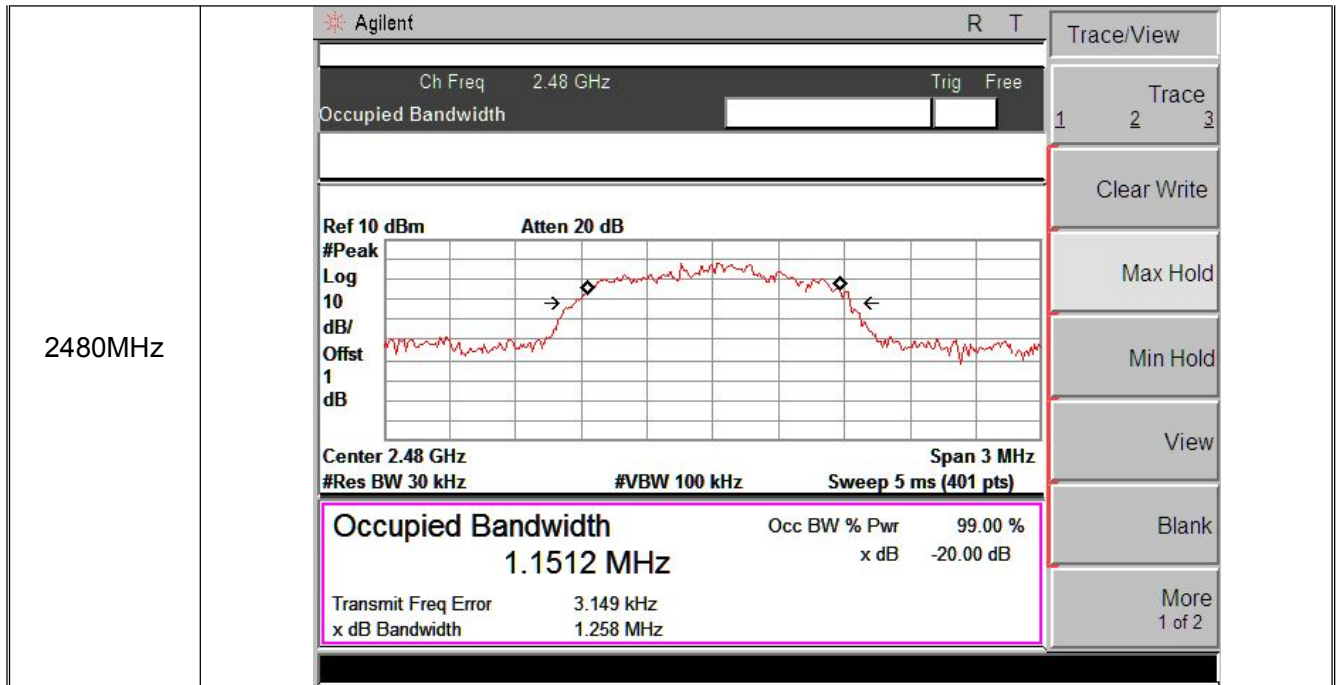 2480MHz
Agilent R T
Ch Freq 2.48 GHz Trig Free
Occupied Bandwidth
Ref 10 dBm Atten 20 dB
#Peak
Log
10
dB/
Offst
1
dB
Center 2.48 GHz Span 3 MHz
#Res BW 30 kHz #VBW 100 kHz Sweep 5 ms (401 pts)
Occupied Bandwidth Occ BW % Pwr 99.00 %
1.1512 MHz x dB -20.00 dB
Transmit Freq Error 3.149 kHz
x dB Bandwidth 1.258 MHz
Trace/View
Trace
1 2 3
Clear Write
Max Hold
Min Hold
View
Blank
More
1 of 2